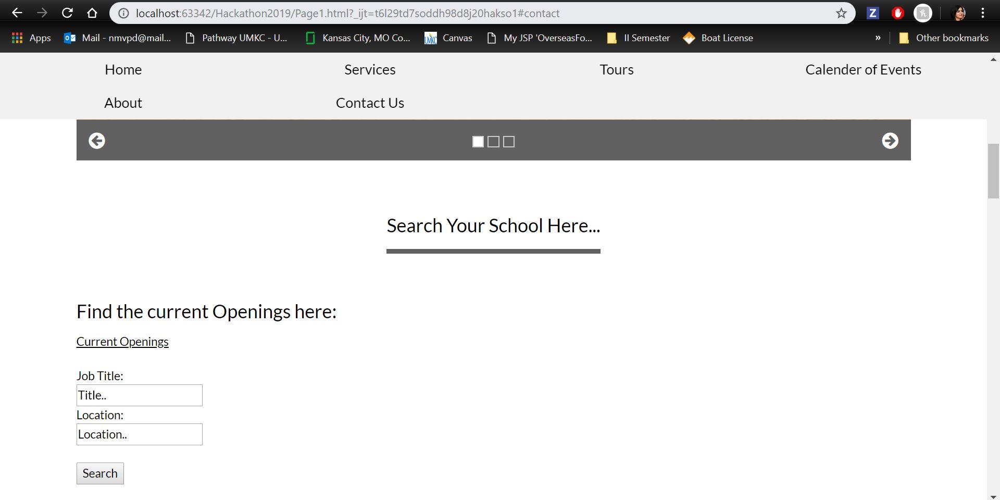 localhost:63342/Hackathon2019/Page1.html?_ijt=t6l29td7soddh98d8j20hakso1#contact
Z
h
Apps Mail - nmvpd@mail... Pathway UMKC - U... Kansas City, MO Co... UMKC Canvas My JSP 'OverseasFo... II Semester Boat License » Other bookmarks
Home Services Tours Calender of Events
About Contact Us
Search Your School Here...
Find the current Openings here:
Current Openings
Job Title:
Title..
Location:
Location..
Search